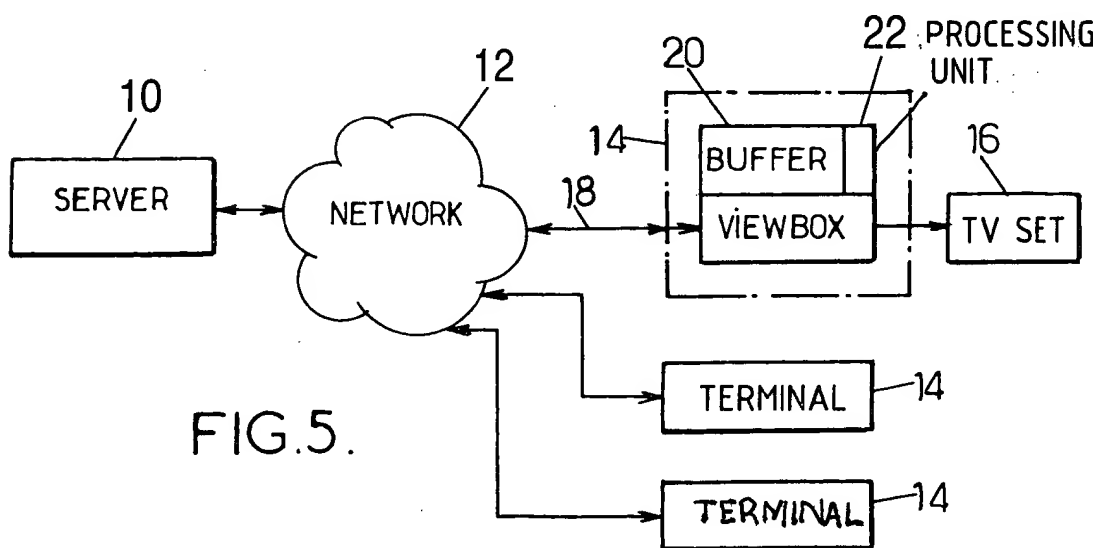 22 PROCESSING
UNIT
20
12
10
14
16
BUFFER
SERVER
NETWORK
18
VIEWBOX
TV SET
TERMINAL
14
FIG.5.
TERMINAL
14